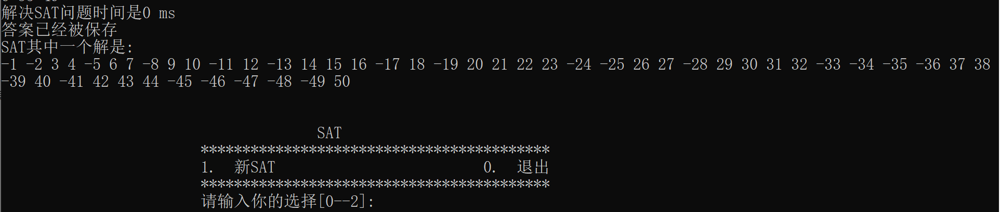 解决SAT问题时间是0 ms
答案已经被保存
SAT其中一个解是:
-1 -2 3 4 -5 6 7 -8 9 10 -11 12 -13 14 15 16 -17 18 -19 20 21 22 23 -24 -25 26 27 -28 29 30 31 32 -33 -34 -35 -36 37 38
-39 40 -41 42 43 44 -45 -46 -47 -48 -49 50
SAT
******************************************
1. 新SAT 0. 退出
******************************************
请输入你的选择[0--2]: